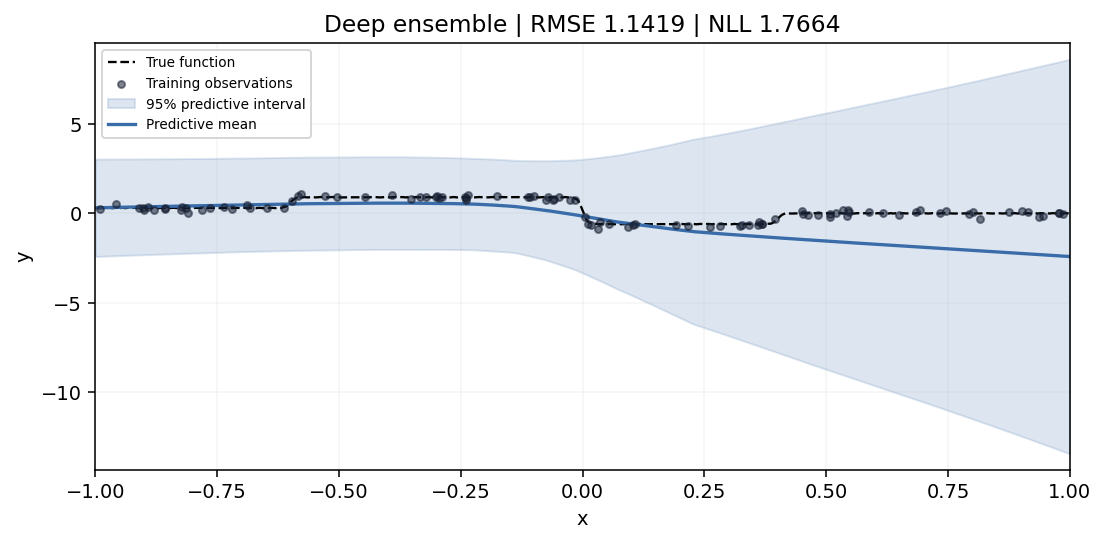 Deep ensemble | RMSE 1.1419 | NLL 1.7664
True function
Training observations
95% predictive interval
Predictive mean
5
0
−5
−10
y
−1.00 −0.75 −0.50 −0.25 0.00 0.25 0.50 0.75 1.00
x